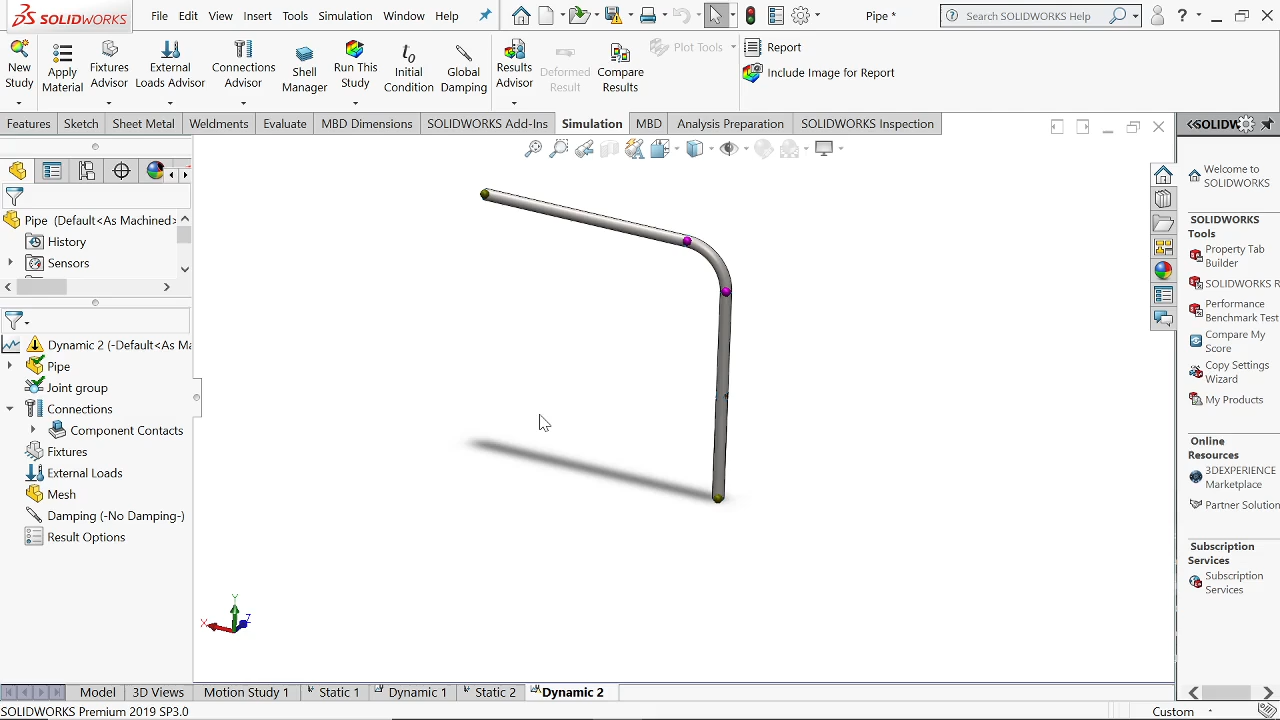 SOLIDWORKS
File Edit View Insert Tools Simulation Window Help
Pipe *
Search SOLIDWORKS Help
?
New Study
Apply Material
Fixtures Advisor
External Loads Advisor
Connections Advisor
Shell Manager
Run This Study
Initial Condition
Global Damping
Results Advisor
Deformed Result
Compare Results
Plot Tools
Report
Include Image for Report
Features Sketch Sheet Metal Weldments Evaluate MBD Dimensions SOLIDWORKS Add-Ins Simulation MBD Analysis Preparation SOLIDWORKS Inspection
Pipe (Default<As Machined>
History
Sensors
Dynamic 2 (-Default<As Ma
Pipe
Joint group
Connections
Component Contacts
Fixtures
External Loads
Mesh
Damping (-No Damping-)
Result Options
Y
X
Z
SOLIDW
Welcome to
SOLIDWORKS
SOLIDWORKS
Tools
Property Tab
Builder
SOLIDWORKS R
Performance
Benchmark Test
Compare My
Score
Copy Settings
Wizard
My Products
Online
Resources
3DEXPERIENCE
Marketplace
Partner Solution
Subscription
Services
Subscription
Services
Model 3D Views Motion Study 1 Static 1 Dynamic 1 Static 2 Dynamic 2
SOLIDWORKS Premium 2019 SP3.0
Custom